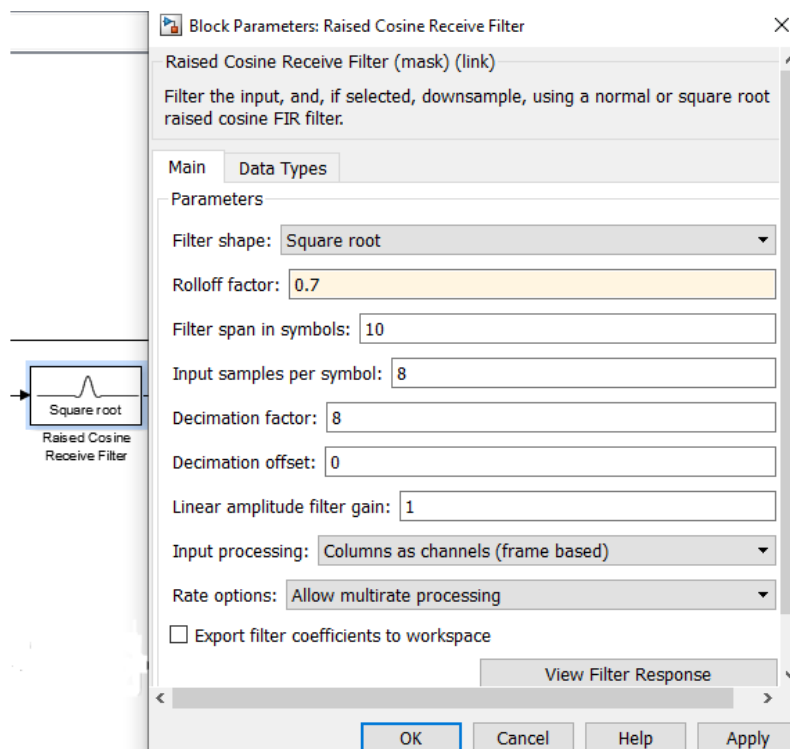 Block Parameters: Raised Cosine Receive Filter
Raised Cosine Receive Filter (mask) (link)
Filter the input, and, if selected, downsample, using a normal or square root
raised cosine FIR filter.
Main
Data Types
Parameters
Filter shape: Square root
Rolloff factor: 0.7
Filter span in symbols: 10
Input samples per symbol: 8
Decimation factor: 8
Decimation offset: 0
Linear amplitude filter gain: 1
Input processing: Columns as channels (frame based)
Rate options: Allow multirate processing
Export filter coefficients to workspace
View Filter Response
OK
Cancel
Help
Apply
Square root
Raised Cosine
Receive Filter